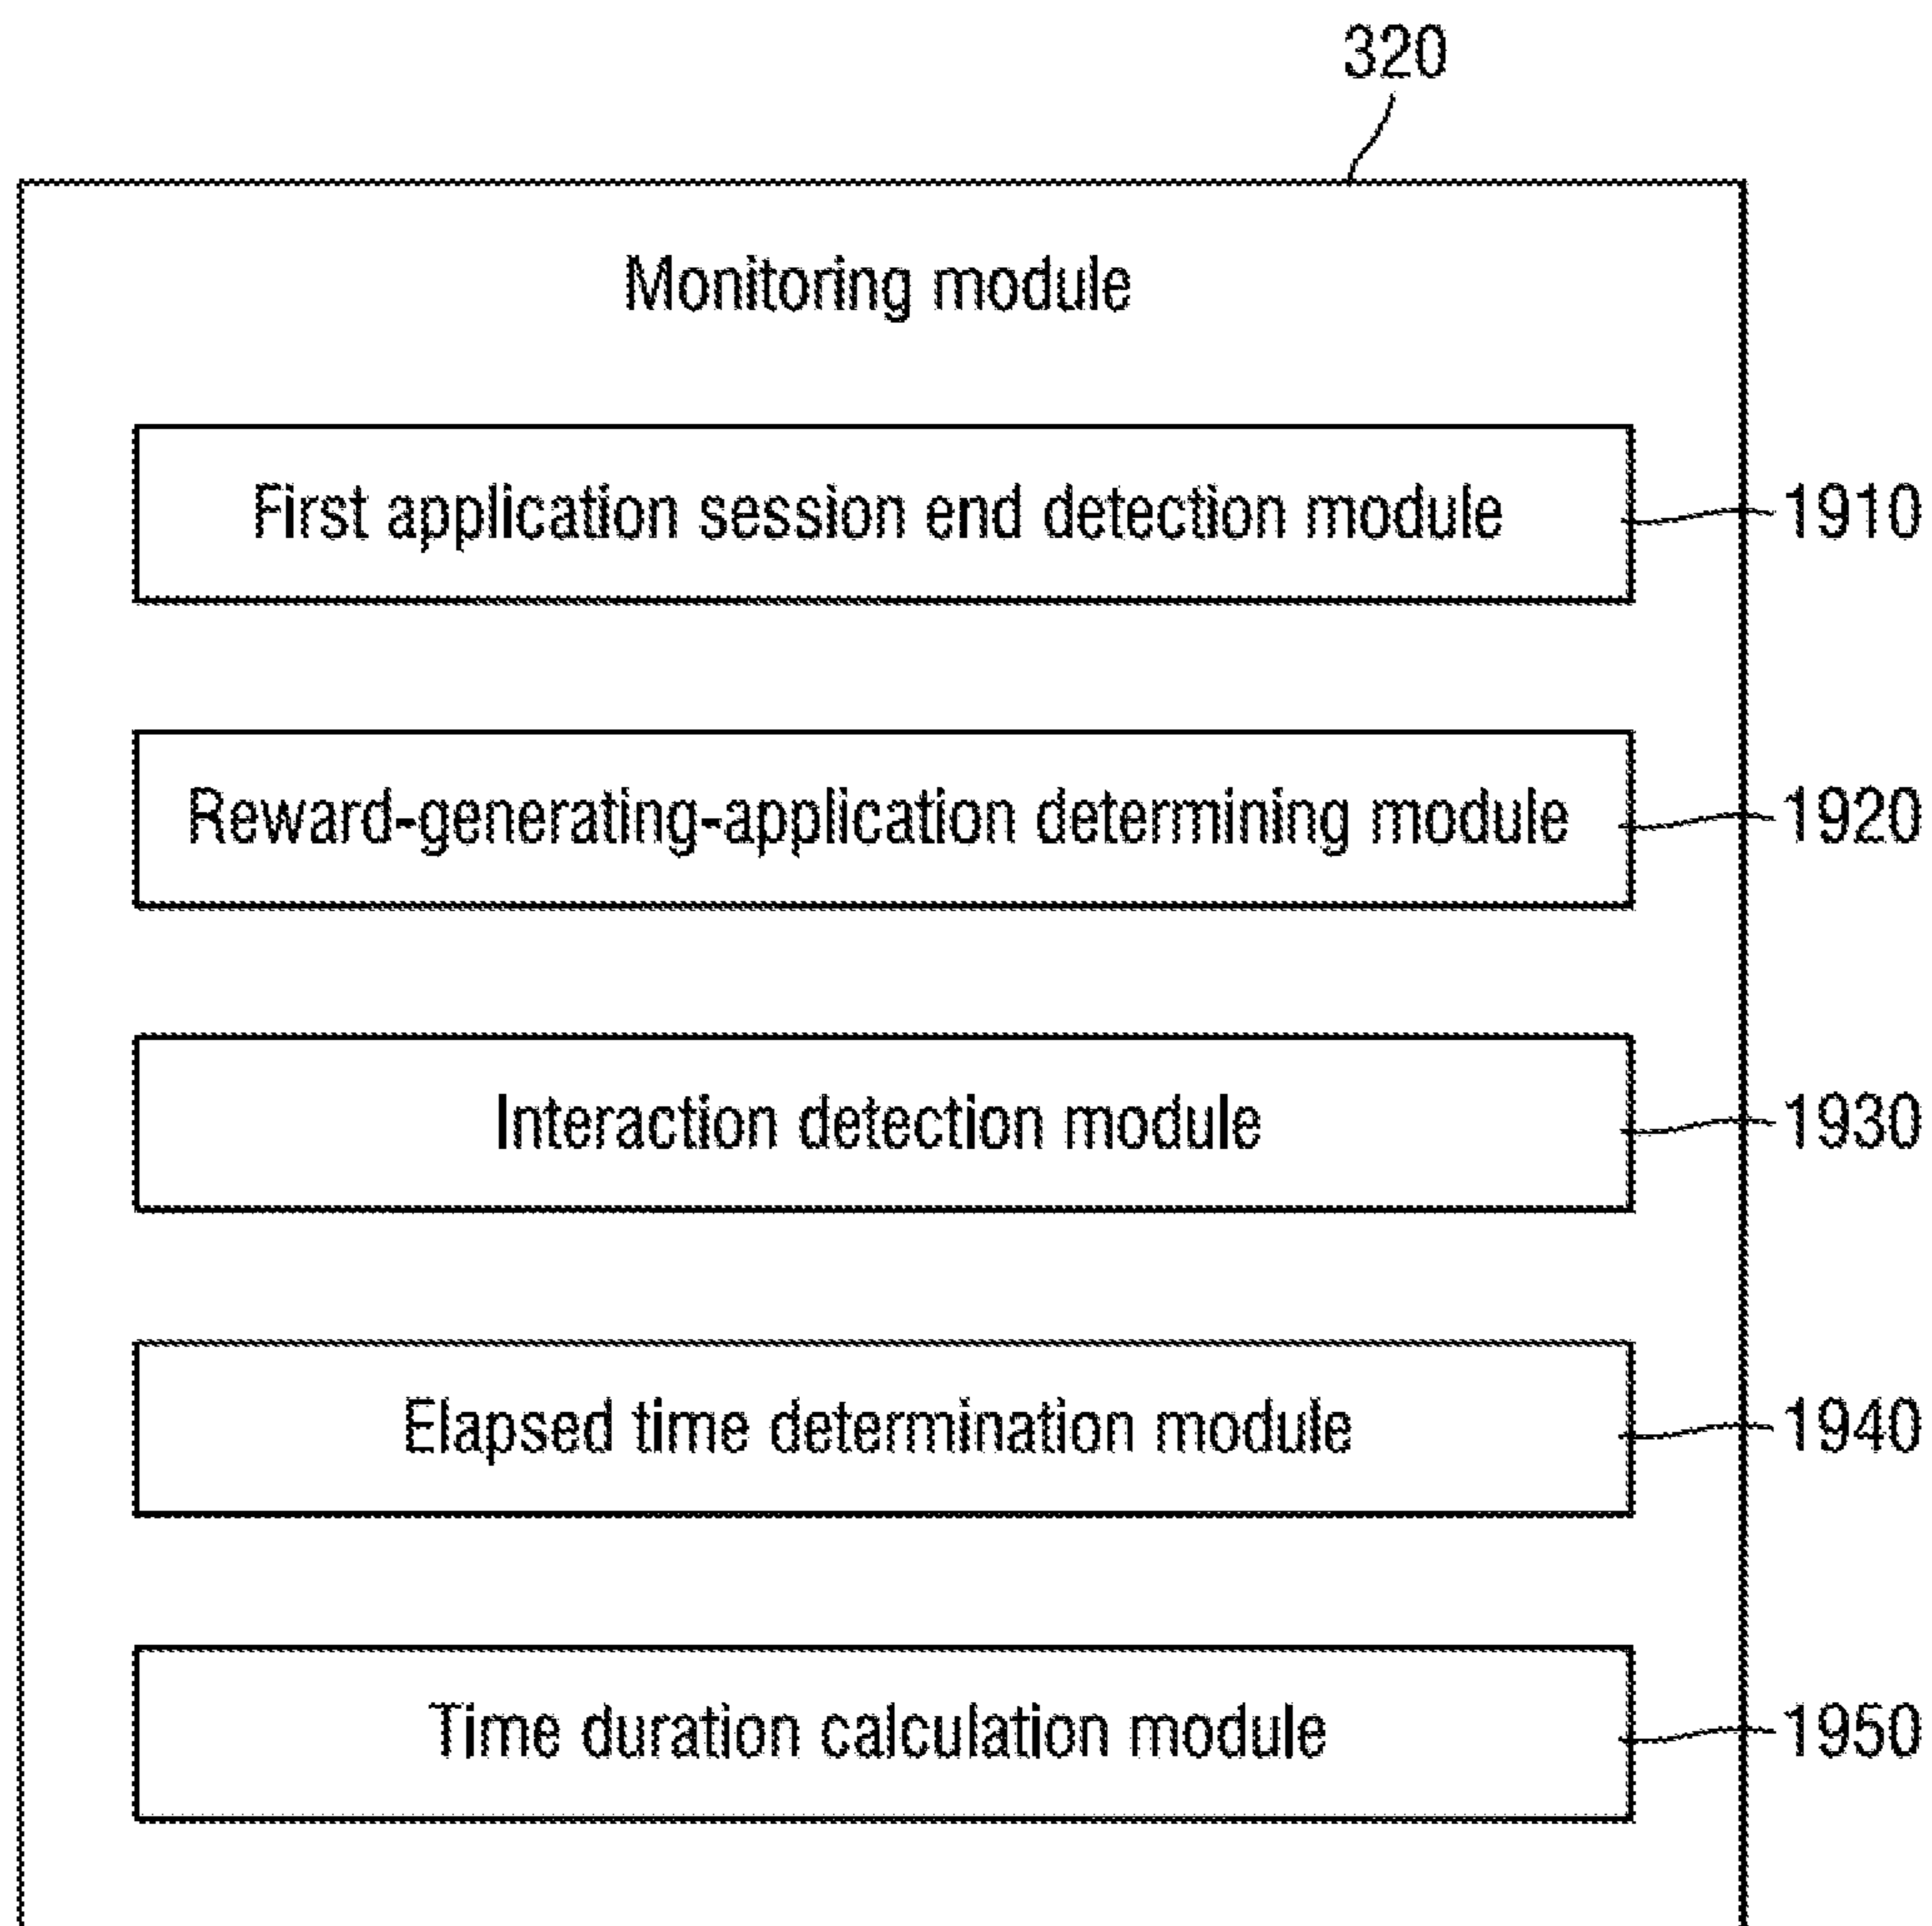 320
Monitoring module
First application session end detection module
1910
Reward-generating-application determining module
1920
Interaction detection module
1930
Elapsed time determination module
1940
Time duration calculation module
1950